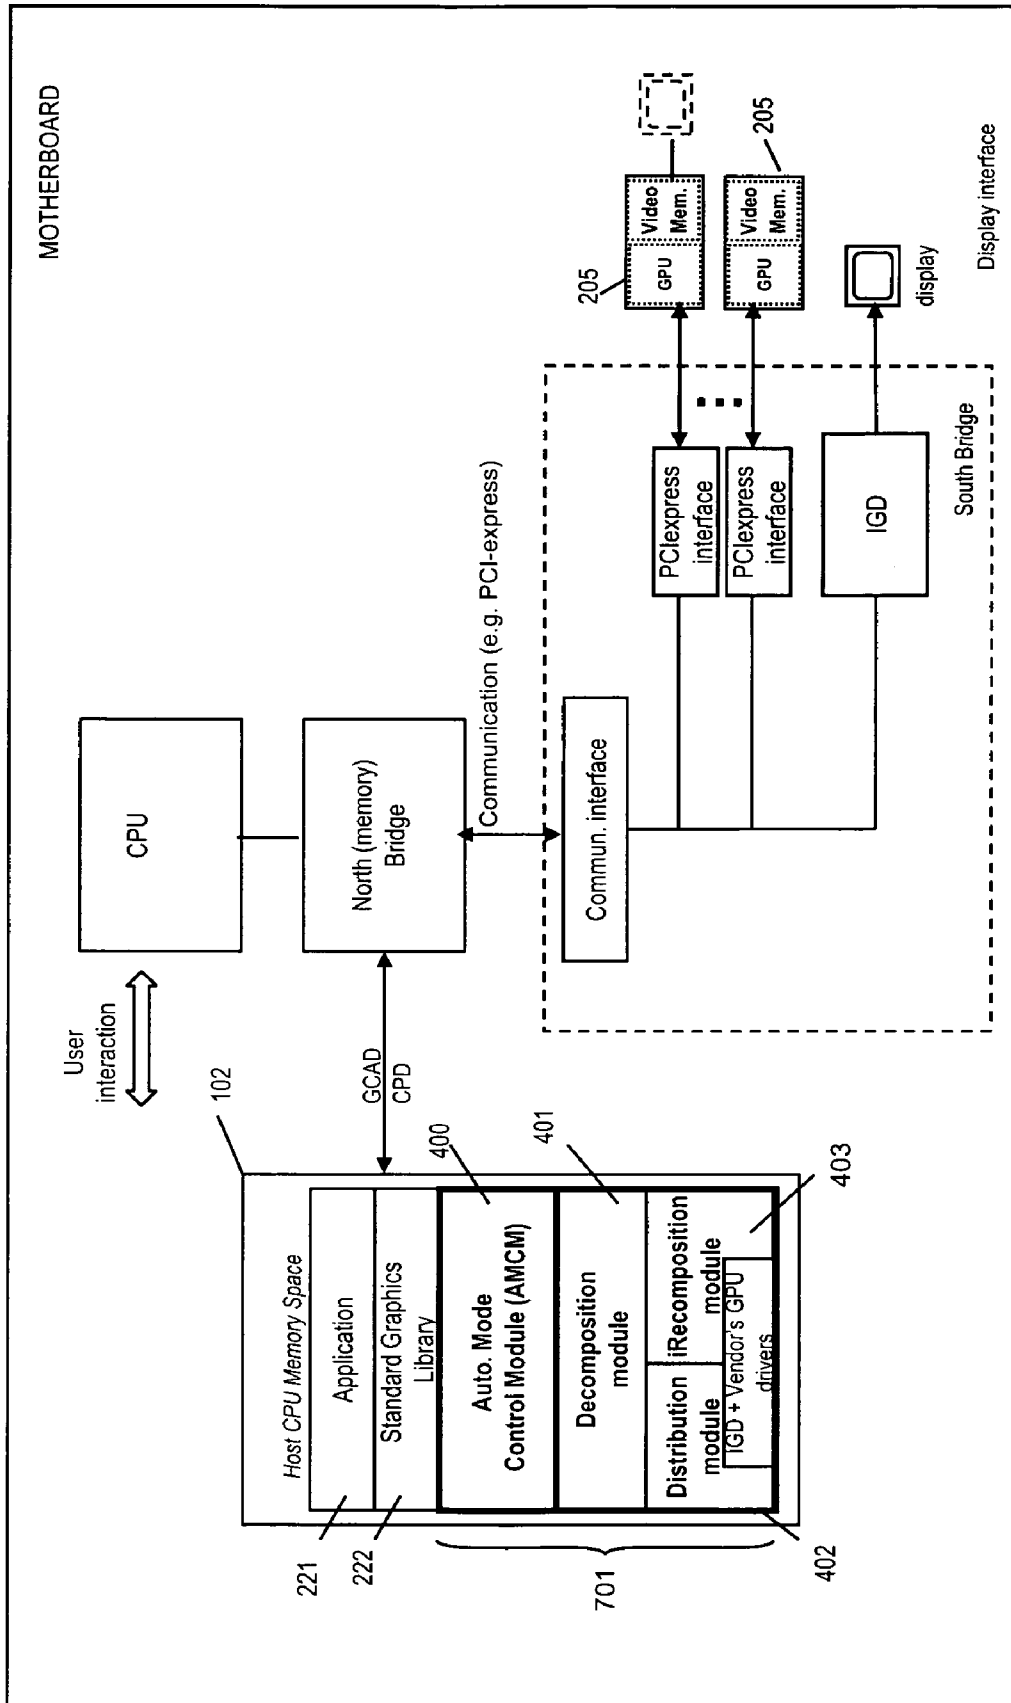 MOTHERBOARD
102
User
interaction
CPU
Host CPU Memory Space
221
Application
222
Standard Graphics
Library
GCAD
CPD
North (memory)
Bridge
400
Auto. Mode
Control Module (AMCM)
401
Decomposition
module
701
Distribution
module
iRecomposition
module
IGD + Vendor's GPU
drivers
402
403
Communication (e.g. PCI-express)
Commun. interface
PCIexpress
interface
205
GPU
Video
Mem.
PCIexpress
interface
GPU
Video
Mem.
205
IGD
display
South Bridge
Display interface